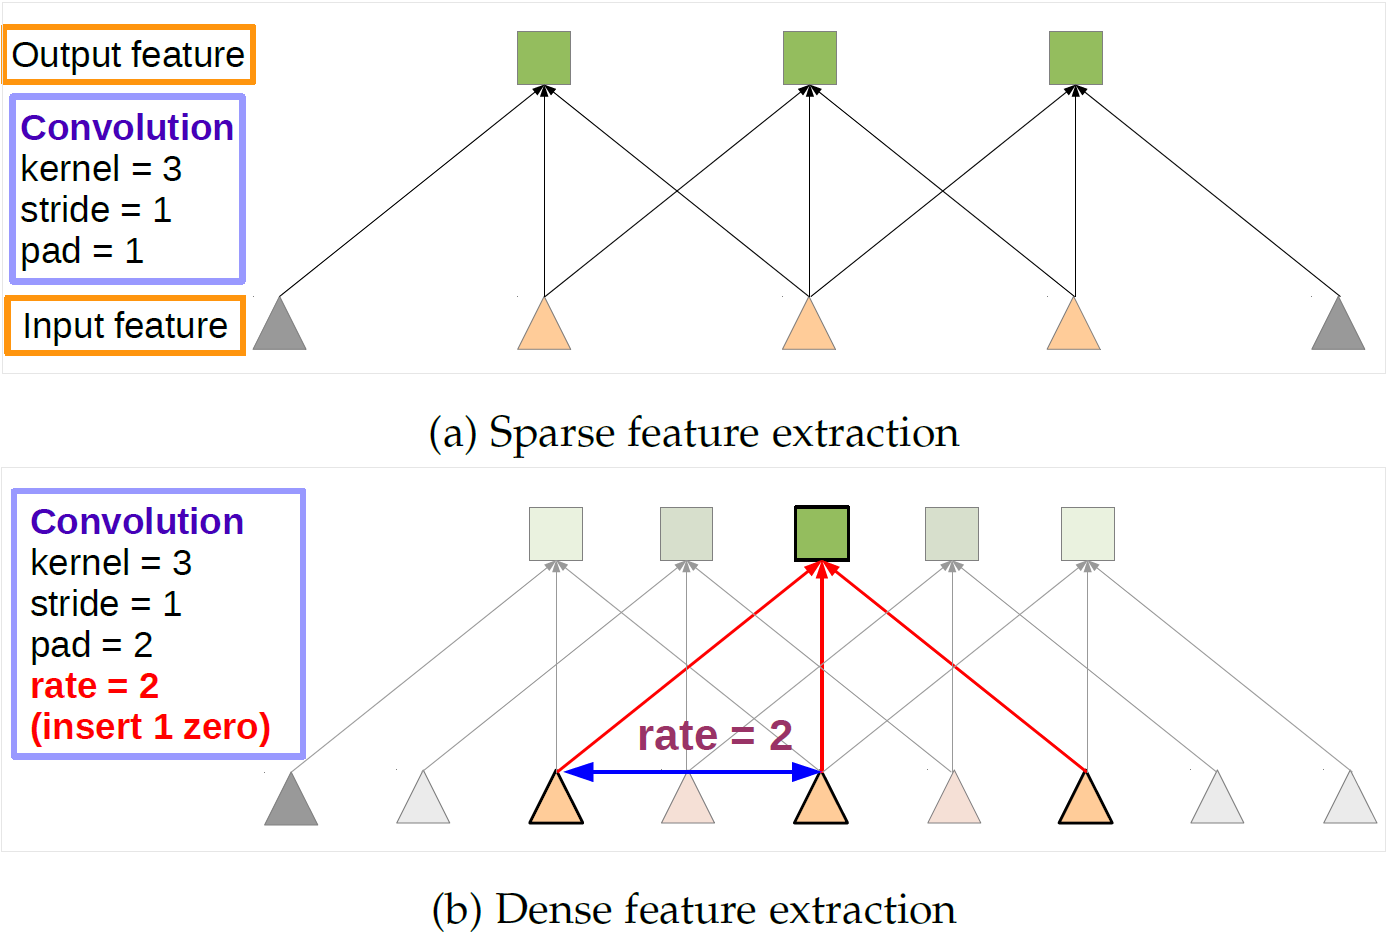 Output feature
Convolution
kernel = 3
stride = 1
pad = 1
Input feature
(a) Sparse feature extraction
Convolution
kernel = 3
stride = 1
pad = 2
rate = 2
(insert 1 zero)
rate = 2
(b) Dense feature extraction